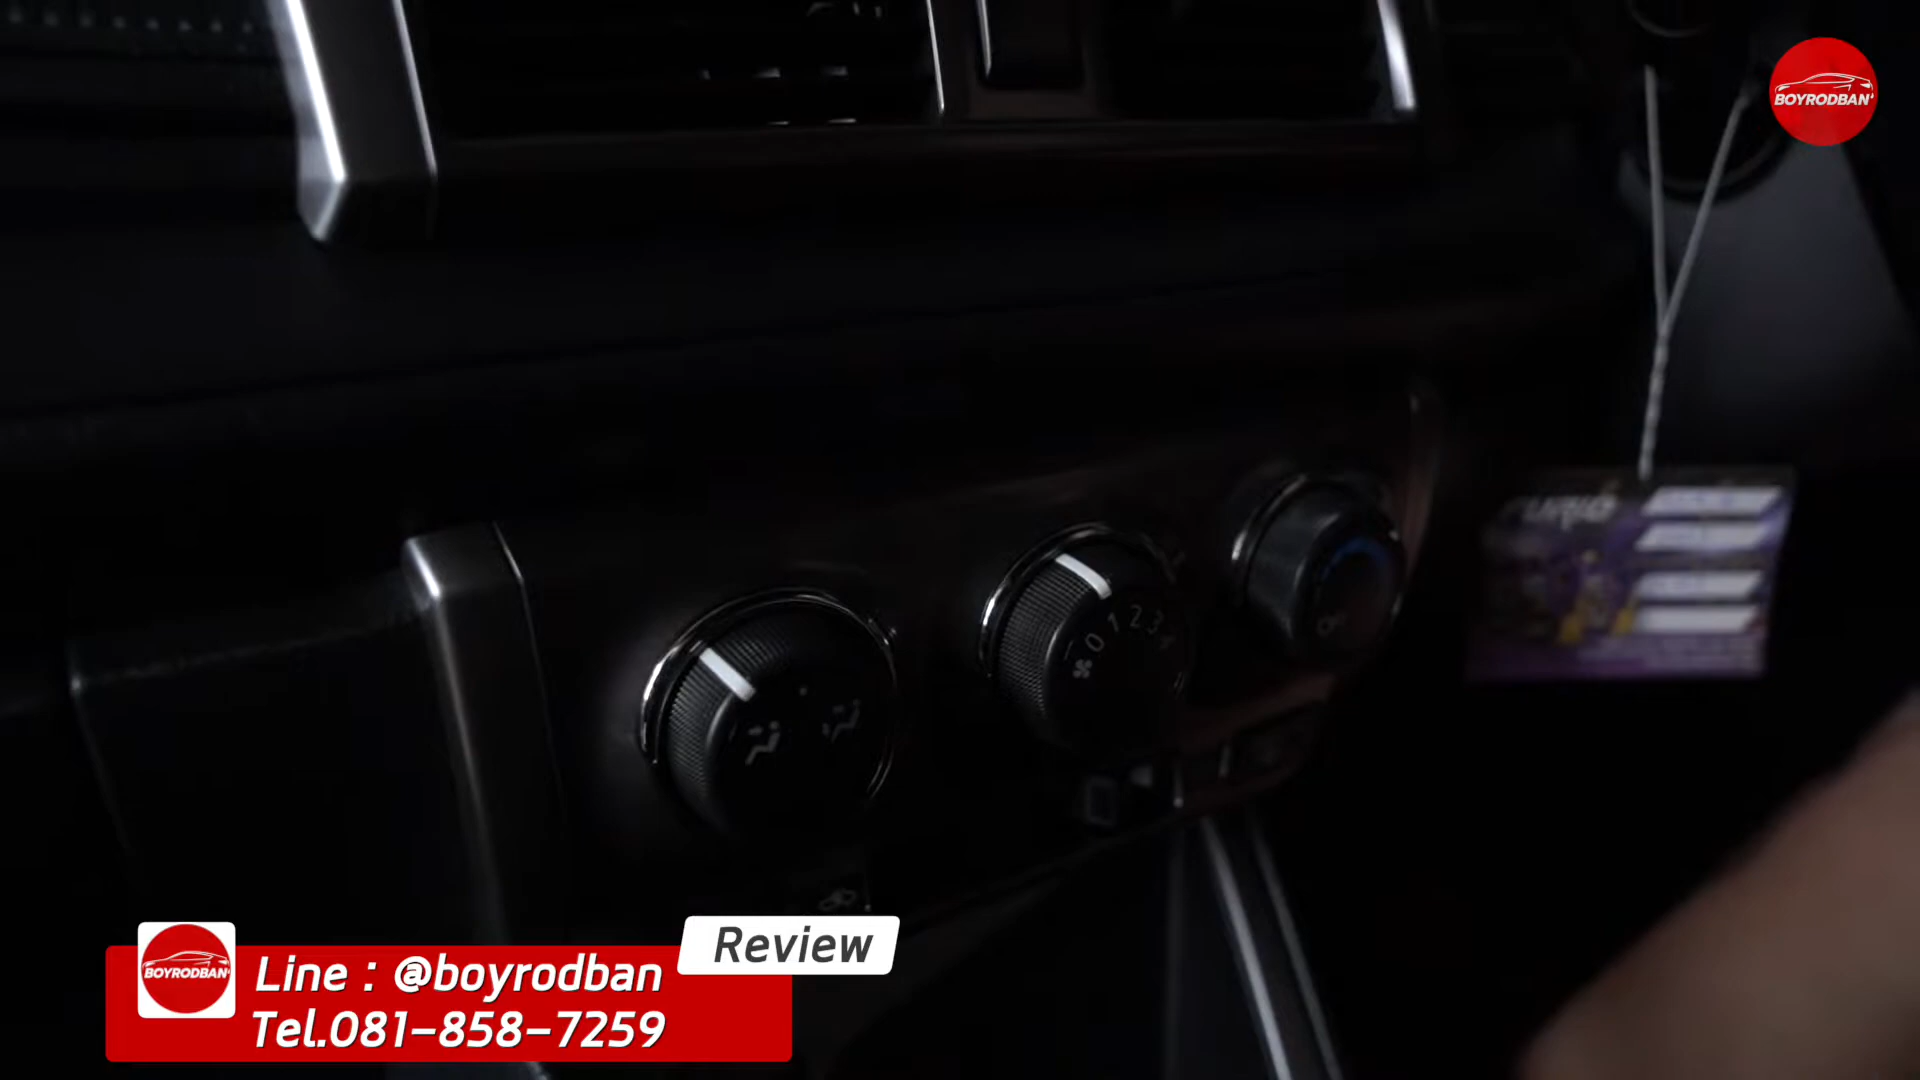 BOYRODBAN
0 1 2 3 4
Review
BOYRODBAN
Line : @boyrodban
Tel.081-858-7259